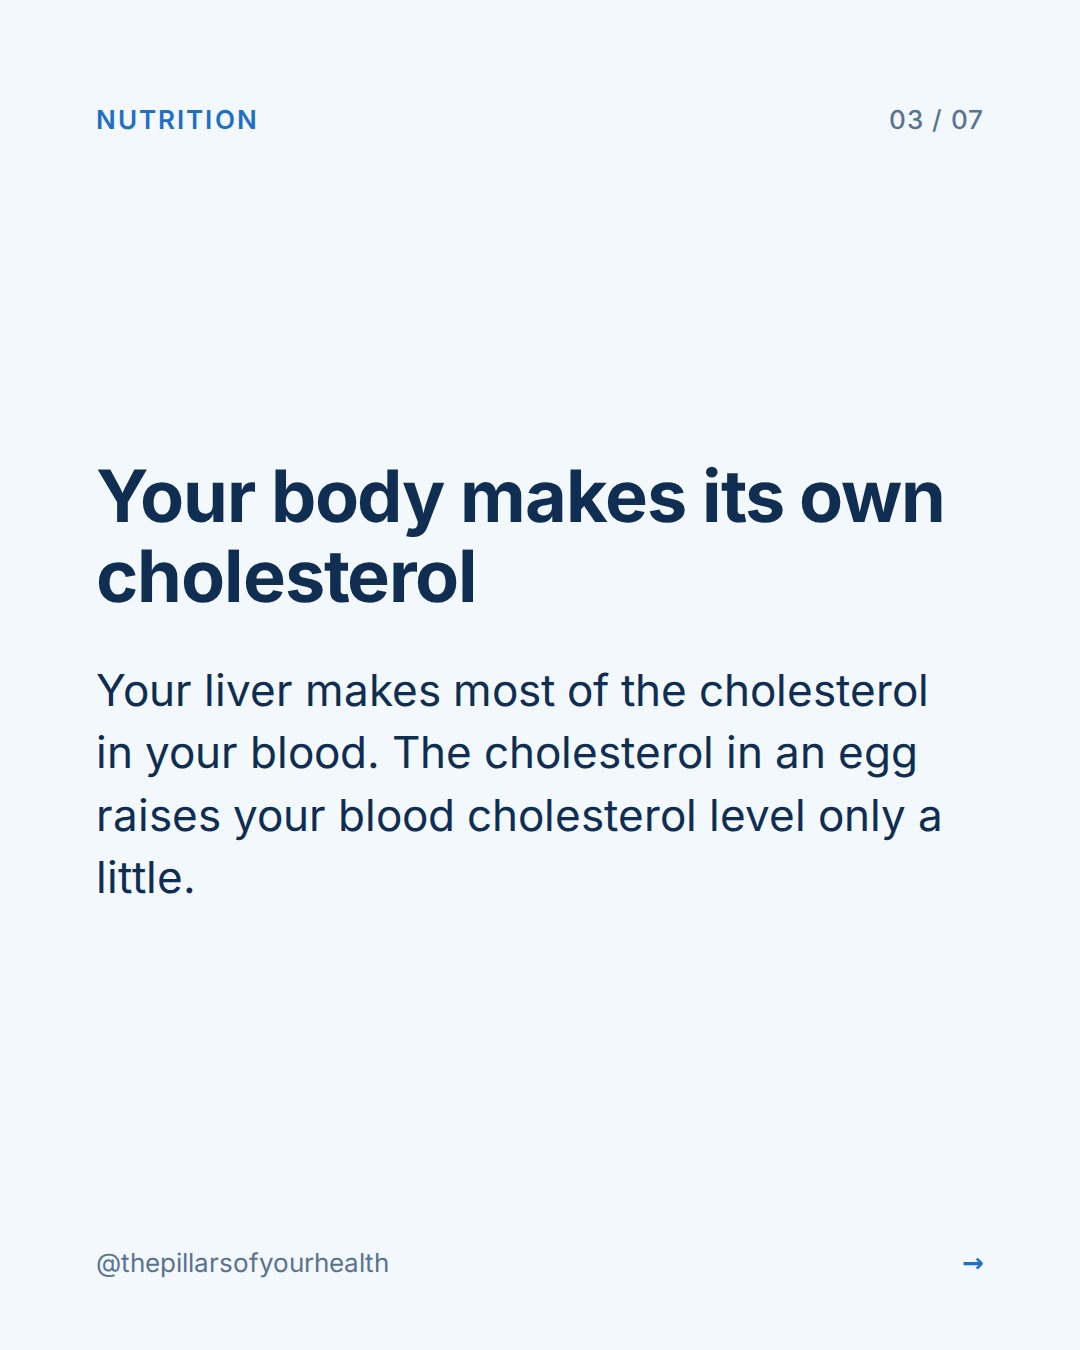 NUTRITION
03 / 07
Your body makes its own
cholesterol
Your liver makes most of the cholesterol
in your blood. The cholesterol in an egg
raises your blood cholesterol level only a
little.
@thepillarsofyourhealth
→